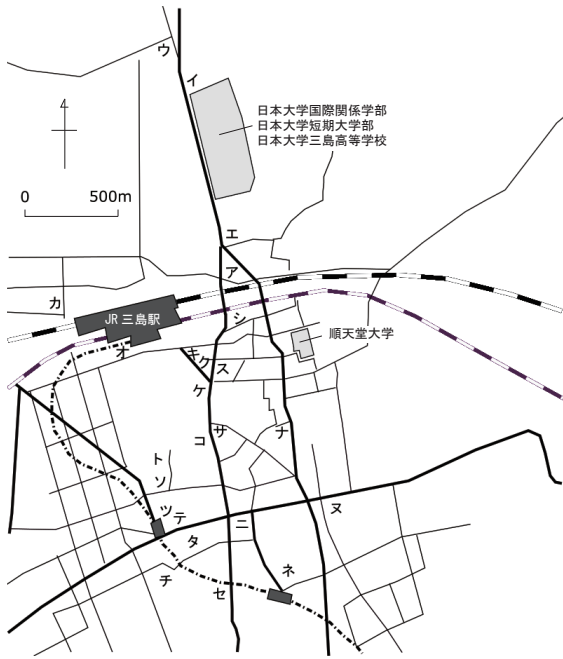 ウ
イ
日本大学国際関係学部
日本大学短期大学部
日本大学三島高等学校
4
0 500m
エ
ア
カ
JR 三島駅
シ
順天堂大学
オ
キ
ク
ス
ケ
サ
コ
ナ
ト
ソ
ツ
テ
ニ
ヌ
タ
チ
セ
ネ